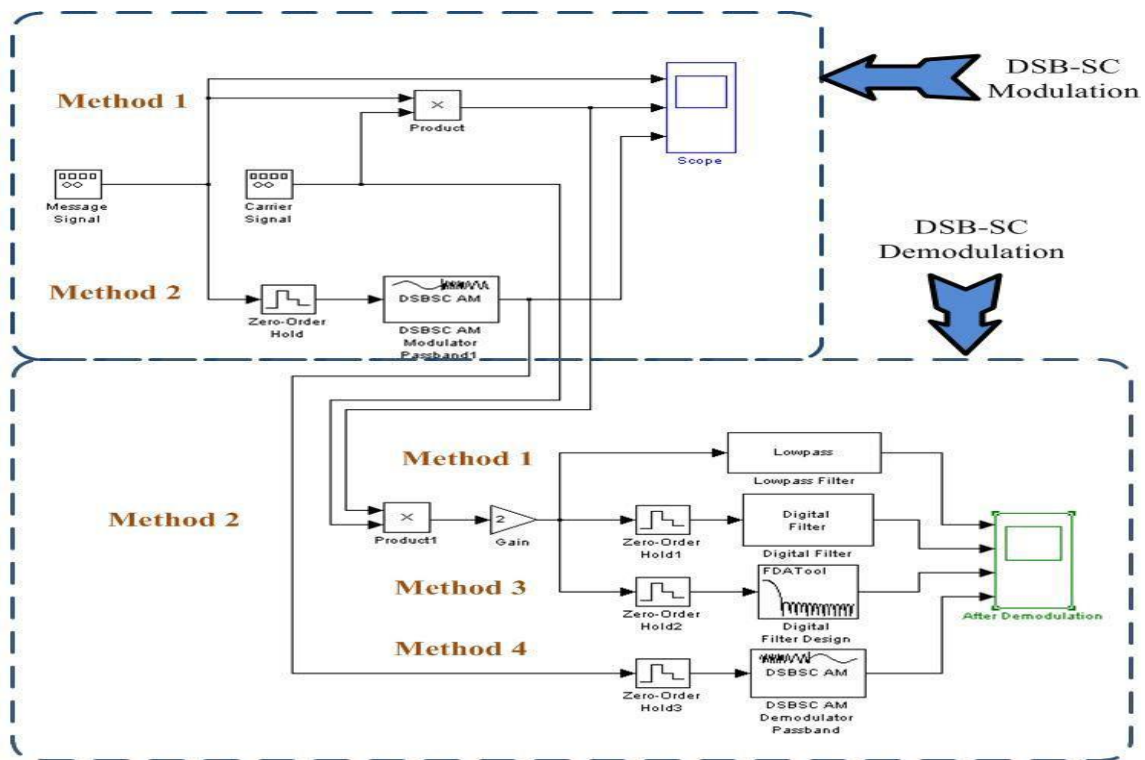 DSB-SC
Modulation
Method 1
×
Product
Scope
Message
Signal
Carrier
Signal
DSB-SC
Demodulation
Method 2
Zero-Order
Hold
DSBSC AM
DSBSC AM
Modulator
Passband1
Method 1
Lowpass
Lowpass Filter
Method 2
×
Product1
2
Gain
Zero-Order
Hold1
Digital
Filter
Digital Filter
Method 3
Zero-Order
Hold2
FDATool
Digital
Filter Design
After Demodulation
Method 4
Zero-Order
Hold3
DSBSC AM
DSBSC AM
Demodulator
Passband